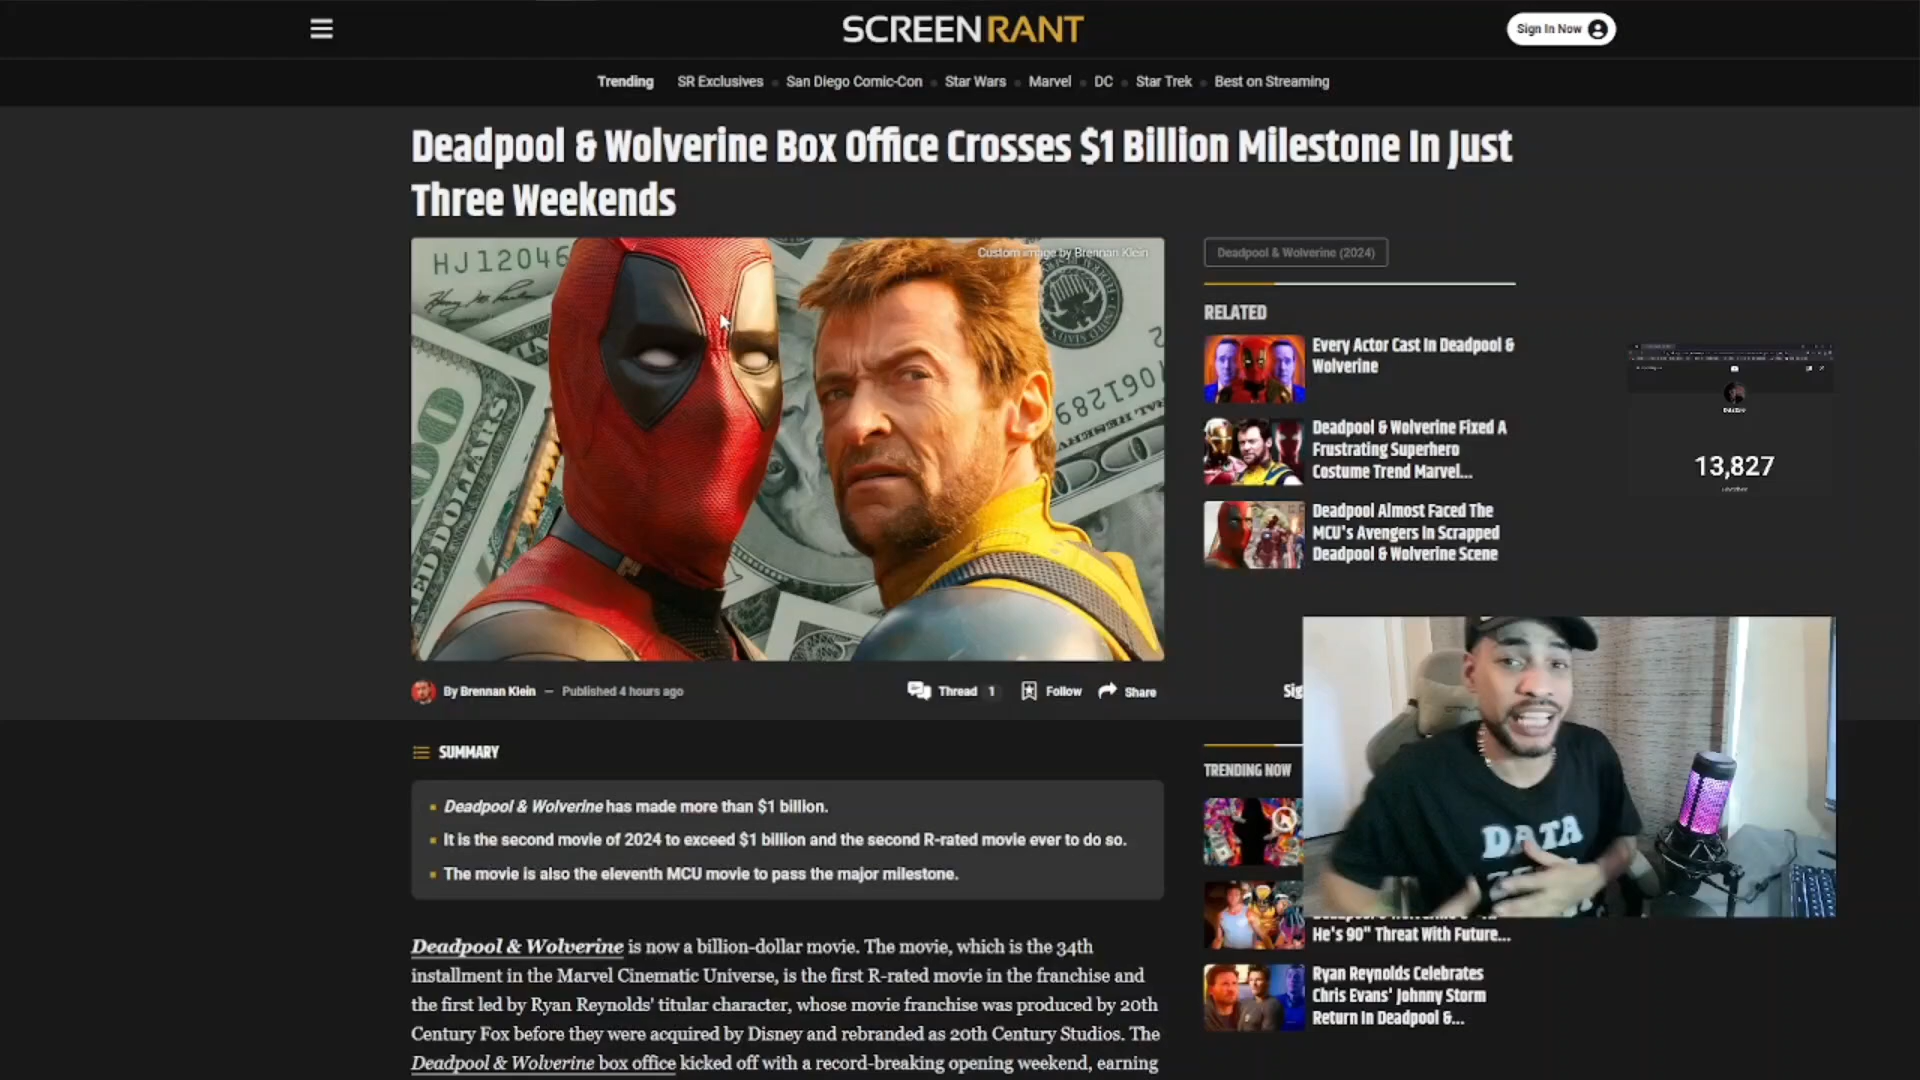 SCREENRANT
Sign In Now
Trending
SR Exclusives
San Diego Comic-Con
Star Wars
Marvel
DC
Star Trek
Best on Streaming
Deadpool & Wolverine Box Office Crosses $1 Billion Milestone In Just
Three Weekends
HJ12046
Custom image by Brennan Klein
Deadpool & Wolverine (2024)
RELATED
Every Actor Cast In Deadpool &
Wolverine
Deadpool & Wolverine Fixed A
Frustrating Superhero
Costume Trend Marvel...
Deadpool Almost Faced The
MCU's Avengers In Scrapped
Deadpool & Wolverine Scene
13,827
By Brennan Klein — Published 4 hours ago
Thread 1
Follow
Share
Sig
SUMMARY
Deadpool & Wolverine has made more than $1 billion.
It is the second movie of 2024 to exceed $1 billion and the second R-rated movie ever to do so.
The movie is also the eleventh MCU movie to pass the major milestone.
TRENDING NOW
DATA
He's 90" Threat With Future...
Ryan Reynolds Celebrates
Chris Evans' Johnny Storm
Return In Deadpool &...
Deadpool & Wolverine is now a billion-dollar movie. The movie, which is the 34th
installment in the Marvel Cinematic Universe, is the first R-rated movie in the franchise and
the first led by Ryan Reynolds' titular character, whose movie franchise was produced by 20th
Century Fox before they were acquired by Disney and rebranded as 20th Century Studios. The
Deadpool & Wolverine box office kicked off with a record-breaking opening weekend, earning